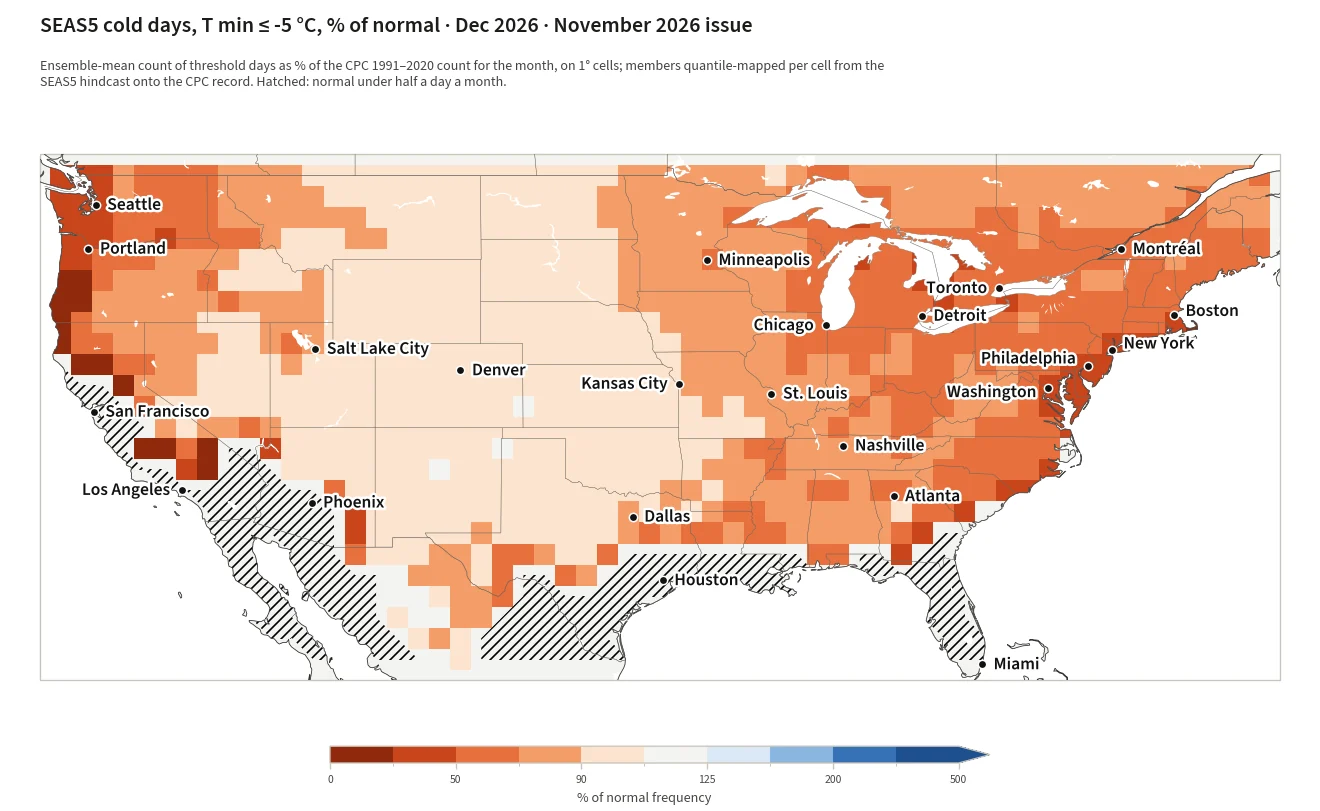 SEAS5 cold days, T min ≤ -5 °C, % of normal · Dec 2026 · November 2026 issue
Ensemble-mean count of threshold days as % of the CPC 1991–2020 count for the month, on 1° cells; members quantile-mapped per cell from the
SEAS5 hindcast onto the CPC record. Hatched: normal under half a day a month.
Seattle
Portland
Montréal
Minneapolis
Toronto
Boston
Detroit
Chicago
New York
Salt Lake City
Philadelphia
Denver
Kansas City
Washington
St. Louis
San Francisco
Nashville
Los Angeles
Phoenix
Atlanta
Dallas
Houston
Miami
0 50 90 125 200 500
% of normal frequency